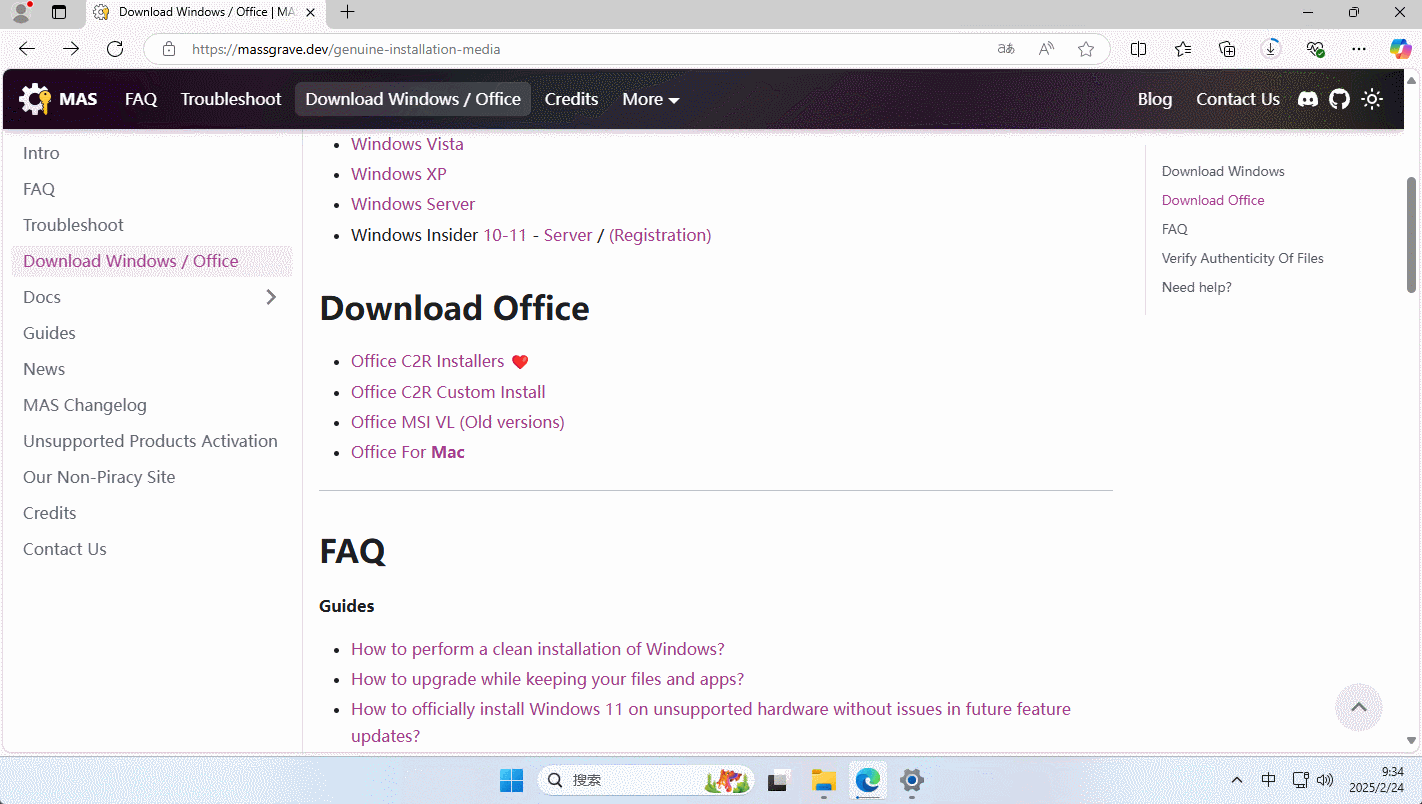 Download Windows / Office | MA
https://massgrave.dev/genuine-installation-media
MAS FAQ Troubleshoot Download Windows / Office Credits More Blog Contact Us
Intro
FAQ
Troubleshoot
Download Windows / Office
Docs
Guides
News
MAS Changelog
Unsupported Products Activation
Our Non-Piracy Site
Credits
Contact Us
Windows Vista
Windows XP
Windows Server
Windows Insider 10-11 - Server / (Registration)
Download Office
Office C2R Installers
Office C2R Custom Install
Office MSI VL (Old versions)
Office For Mac
FAQ
Guides
How to perform a clean installation of Windows?
How to upgrade while keeping your files and apps?
How to officially install Windows 11 on unsupported hardware without issues in future feature
updates?
Download Windows
Download Office
FAQ
Verify Authenticity Of Files
Need help?
搜索
中
9:34
2025/2/24